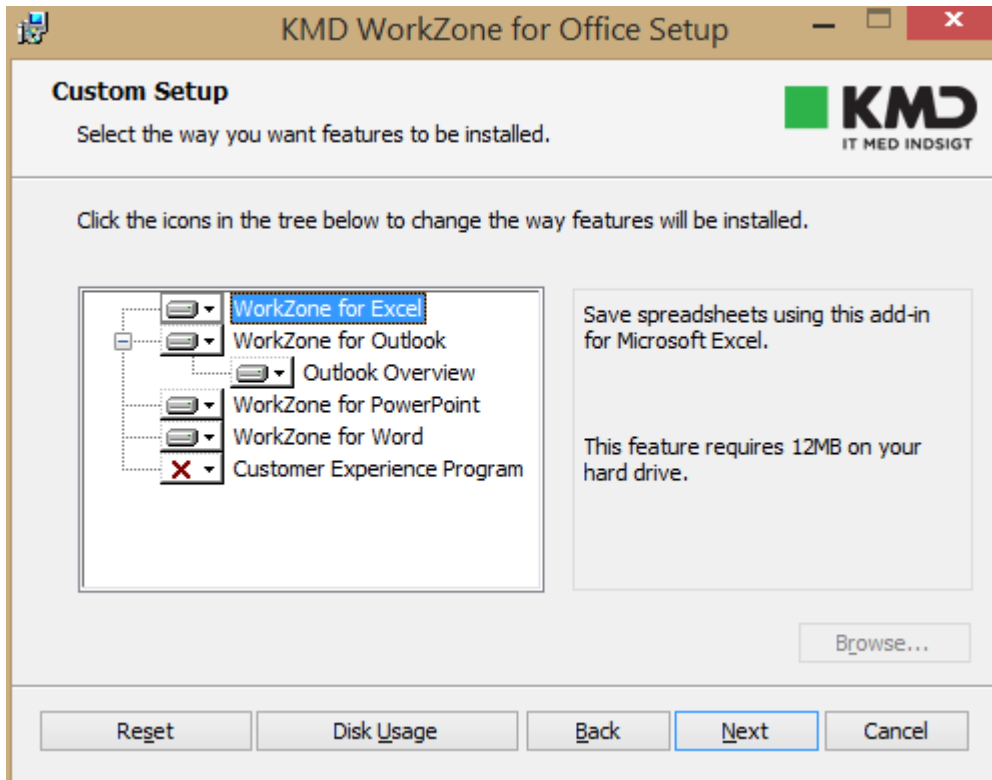 KMD WorkZone for Office Setup
Custom Setup
Select the way you want features to be installed.
KMD
IT MED INDSIGT
Click the icons in the tree below to change the way features will be installed.
WorkZone for Excel
WorkZone for Outlook
Outlook Overview
WorkZone for PowerPoint
WorkZone for Word
Customer Experience Program
Save spreadsheets using this add-in
for Microsoft Excel.
This feature requires 12MB on your
hard drive.
Browse...
Reset
Disk Usage
Back
Next
Cancel